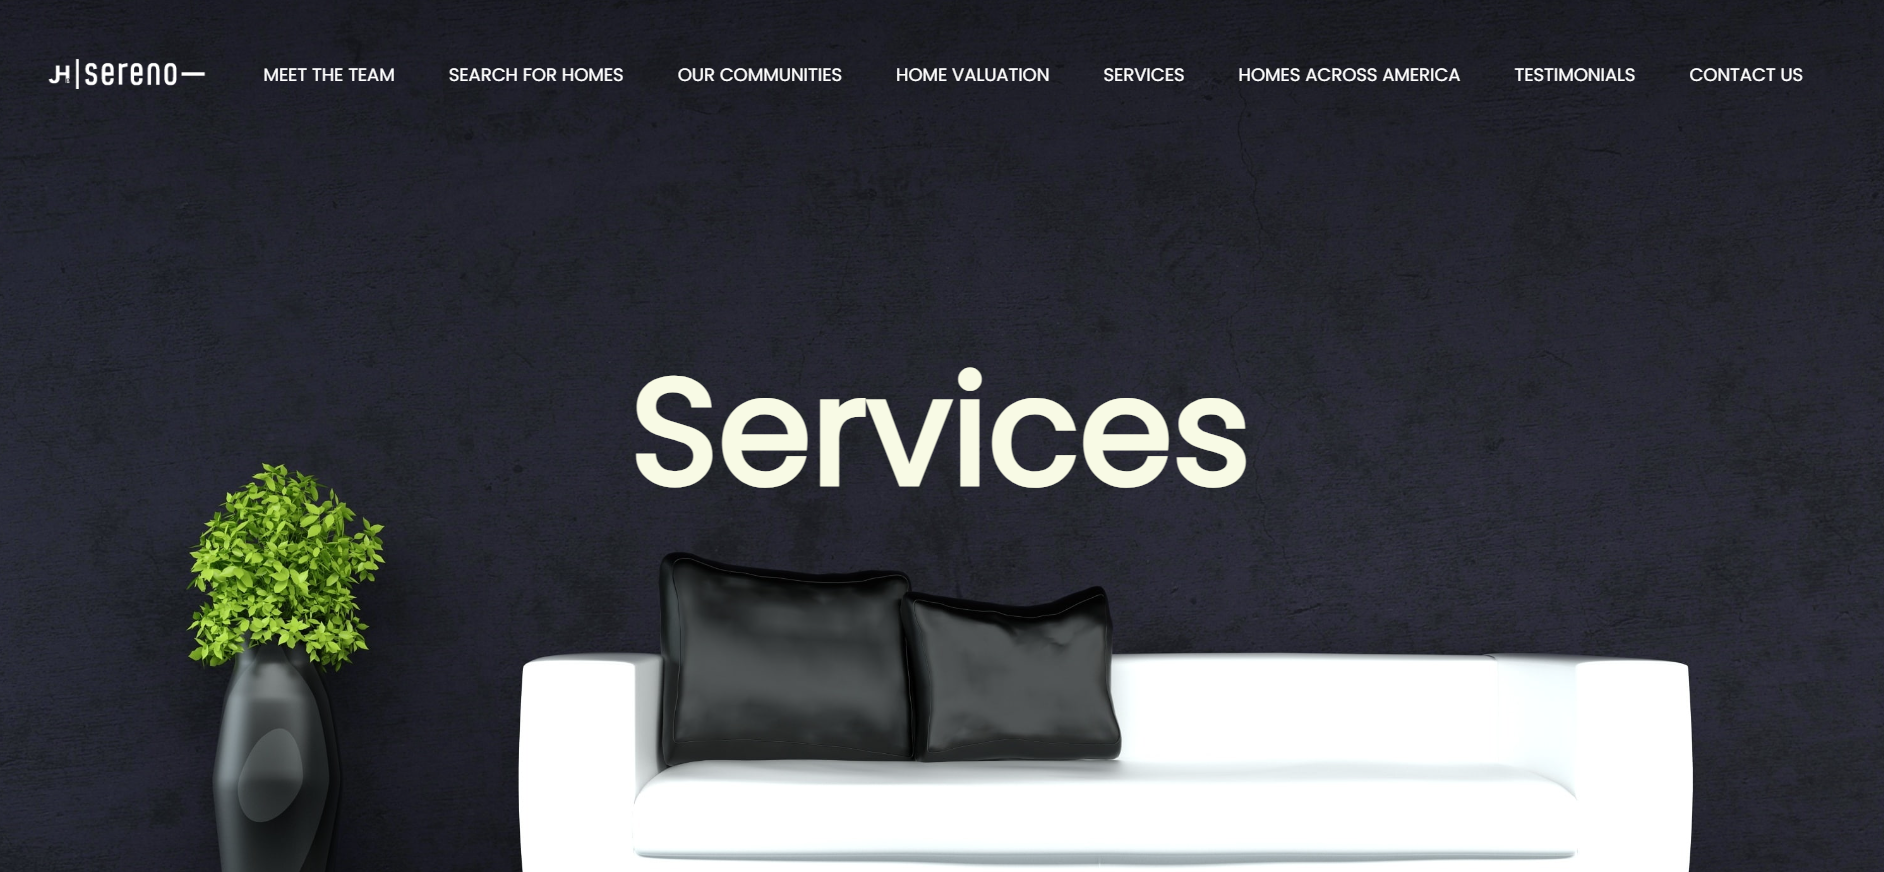 JH|sereno—
MEET THE TEAM
SEARCH FOR HOMES
OUR COMMUNITIES
HOME VALUATION
SERVICES
HOMES ACROSS AMERICA
TESTIMONIALS
CONTACT US
Services